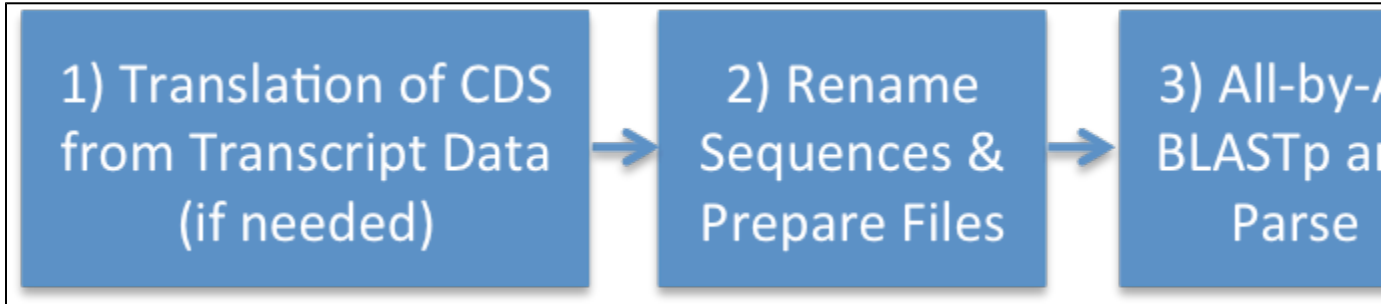 1) Translation of CDS
from Transcript Data
(if needed)
2) Rename
Sequences &
Prepare Files
3) All-by-
BLASTp
Parse